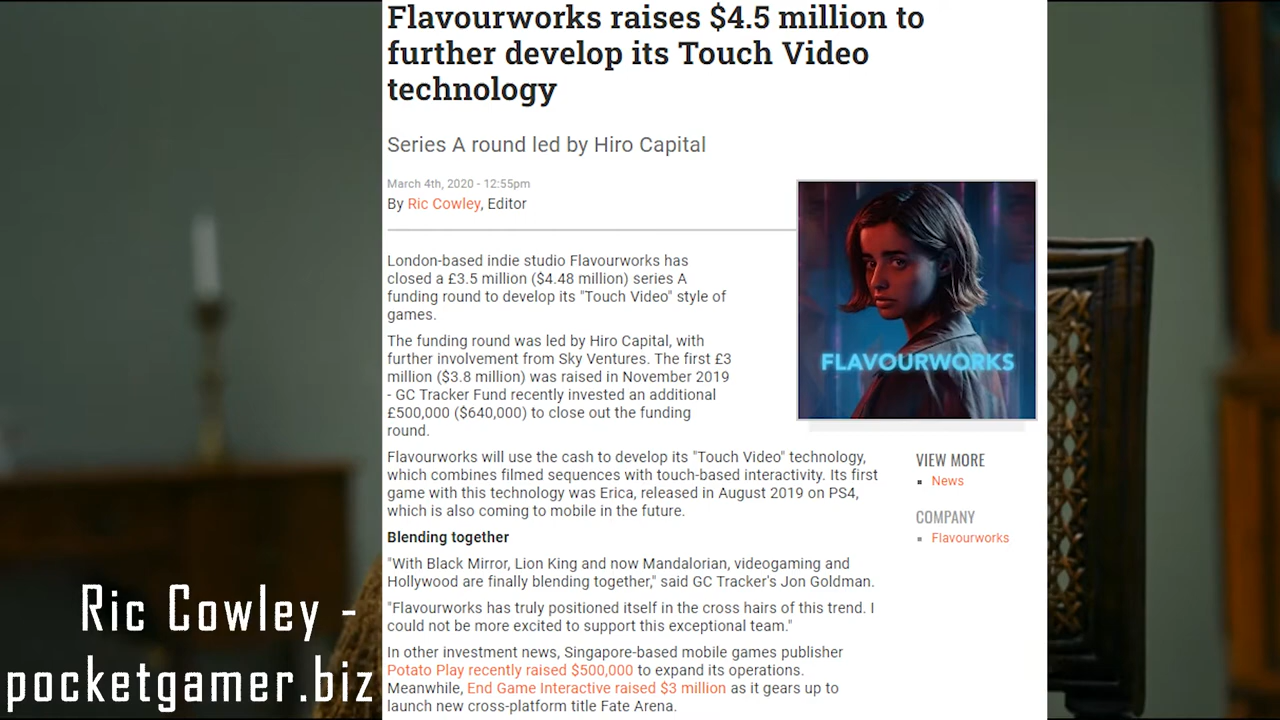 Flavourworks raises $4.5 million to
further develop its Touch Video
technology
Series A round led by Hiro Capital
March 4th, 2020 - 12:55pm
By Ric Cowley, Editor
FLAVOURWORKS
London-based indie studio Flavourworks has
closed a £3.5 million ($4.48 million) series A
funding round to develop its "Touch Video" style of
games.
The funding round was led by Hiro Capital, with
further involvement from Sky Ventures. The first £3
million ($3.8 million) was raised in November 2019
- GC Tracker Fund recently invested an additional
£500,000 ($640,000) to close out the funding
round.
Flavourworks will use the cash to develop its "Touch Video" technology,
which combines filmed sequences with touch-based interactivity. Its first
game with this technology was Erica, released in August 2019 on PS4,
which is also coming to mobile in the future.
VIEW MORE
News
COMPANY
Flavourworks
Blending together
"With Black Mirror, Lion King and now Mandalorian, videogaming and
Hollywood are finally blending together," said GC Tracker's Jon Goldman.
"Flavourworks has truly positioned itself in the cross hairs of this trend. I
could not be more excited to support this exceptional team."
In other investment news, Singapore-based mobile games publisher
Potato Play recently raised $500,000 to expand its operations.
Meanwhile, End Game Interactive raised $3 million as it gears up to
launch new cross-platform title Fate Arena.
Ric Cowley -
pocketgamer.biz